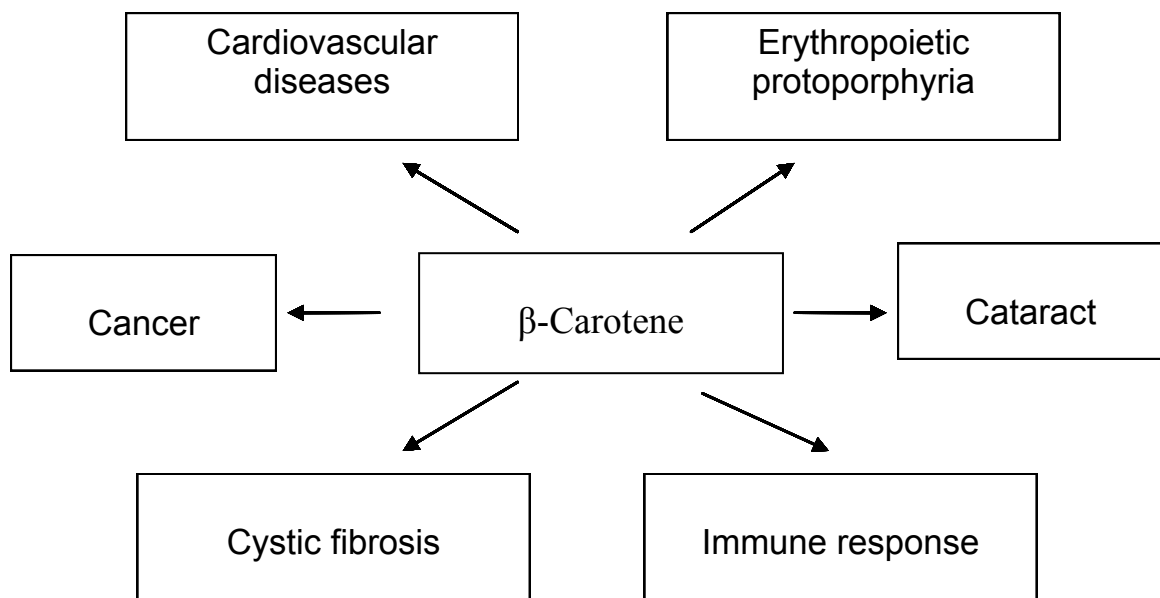 Cardiovascular
diseases
Erythropoietic
protoporphyria
Cancer
β-Carotene
Cataract
Cystic fibrosis
Immune response